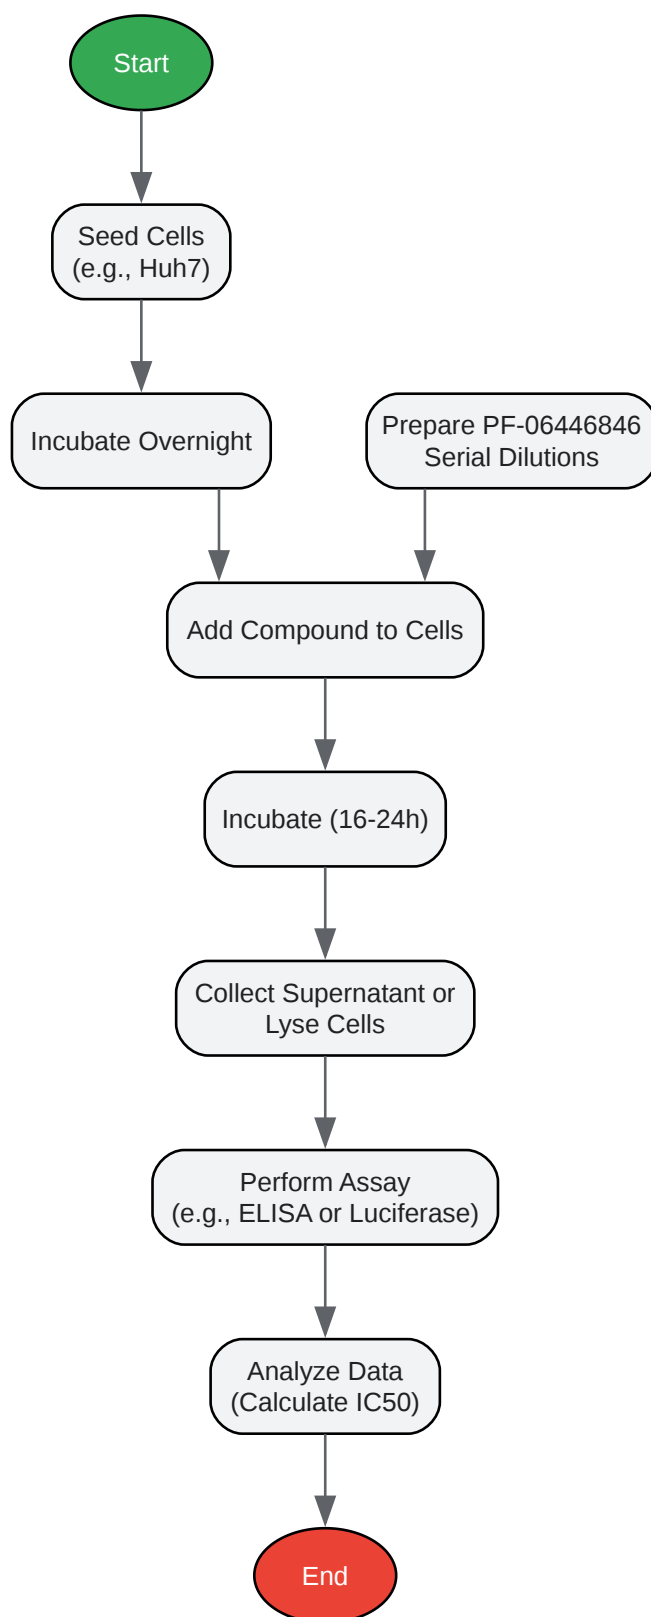 Start
Seed Cells
(e.g., Huh7)
Incubate Overnight
Prepare PF-06446846
Serial Dilutions
Add Compound to Cells
Incubate (16-24h)
Collect Supernatant or
Lyse Cells
Perform Assay
(e.g., ELISA or Luciferase)
Analyze Data
(Calculate IC50)
End